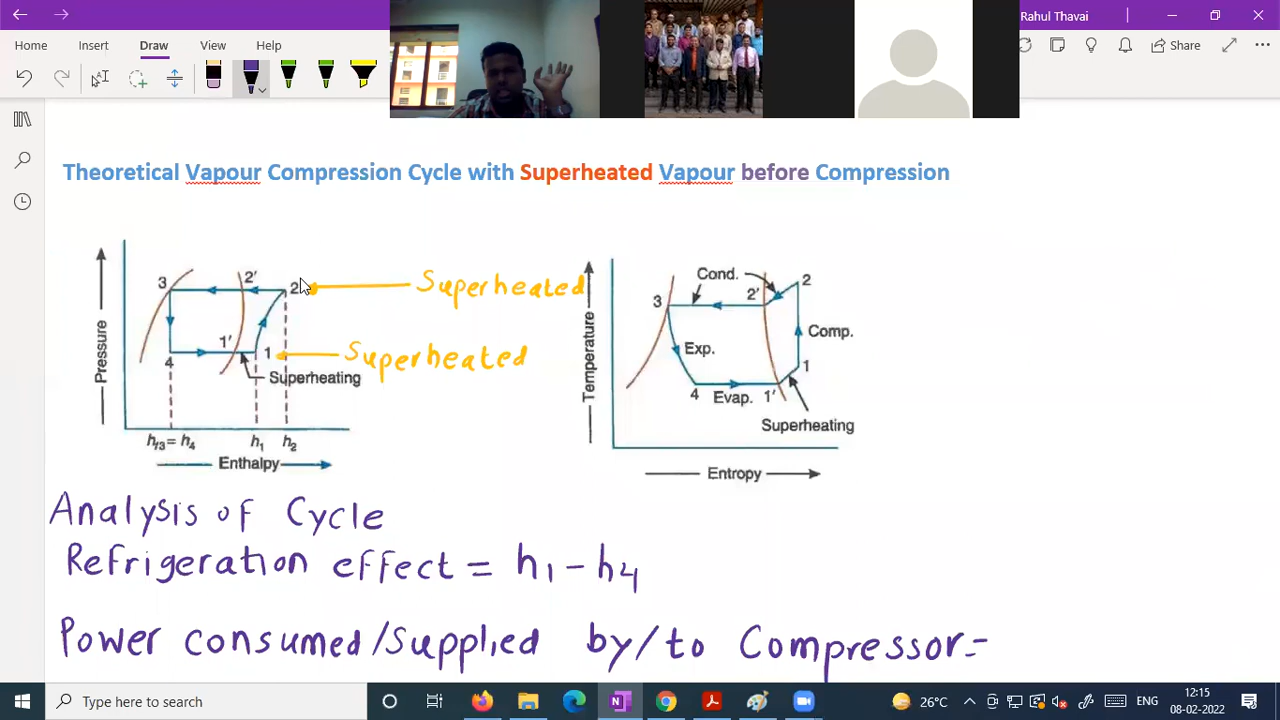 Rahul Thavai
Home Insert Draw View Help
Share
Theoretical Vapour Compression Cycle with Superheated Vapour before Compression
Pressure
3 2' 2 Superheated
4 1' 1 Superheated
Superheating
hf3 = h4 h1 h2
Enthalpy
Temperature
Cond.
3 2' 2
Exp. Comp.
4 Evap. 1' 1
Superheating
Entropy
Analysis of Cycle
Refrigeration effect = h1 - h4
Power consumed/Supplied by/to Compressor=
Type here to search
26°C
ENG
12:15
08-02-2022